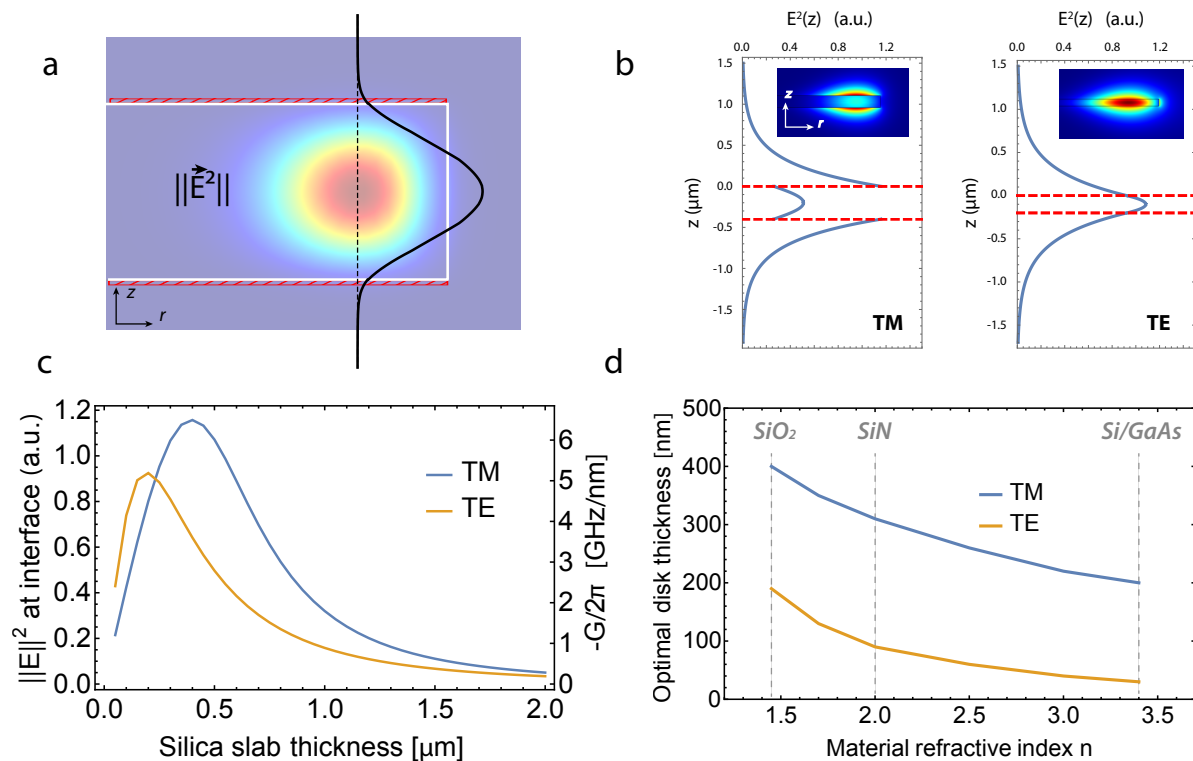 a
||E²||
z
r
b
E²(z) (a.u.)
0.0 0.4 0.8 1.2
z (μm)
1.5
1.0
0.5
0.0
-0.5
-1.0
-1.5
z
r
TM
E²(z) (a.u.)
0.0 0.4 0.8 1.2
z (μm)
1.5
1.0
0.5
0.0
-0.5
-1.0
-1.5
TE
c
||E||² at interface (a.u.)
1.2
1.0
0.8
0.6
0.4
0.2
0.0
TM
TE
6
5
4
3
2
1
0
-G/2π [GHz/nm]
0.0 0.5 1.0 1.5 2.0
Silica slab thickness [μm]
d
Optimal disk thickness [nm]
500
400
300
200
100
0
SiO₂ SiN Si/GaAs
TM
TE
1.5 2.0 2.5 3.0 3.5
Material refractive index n